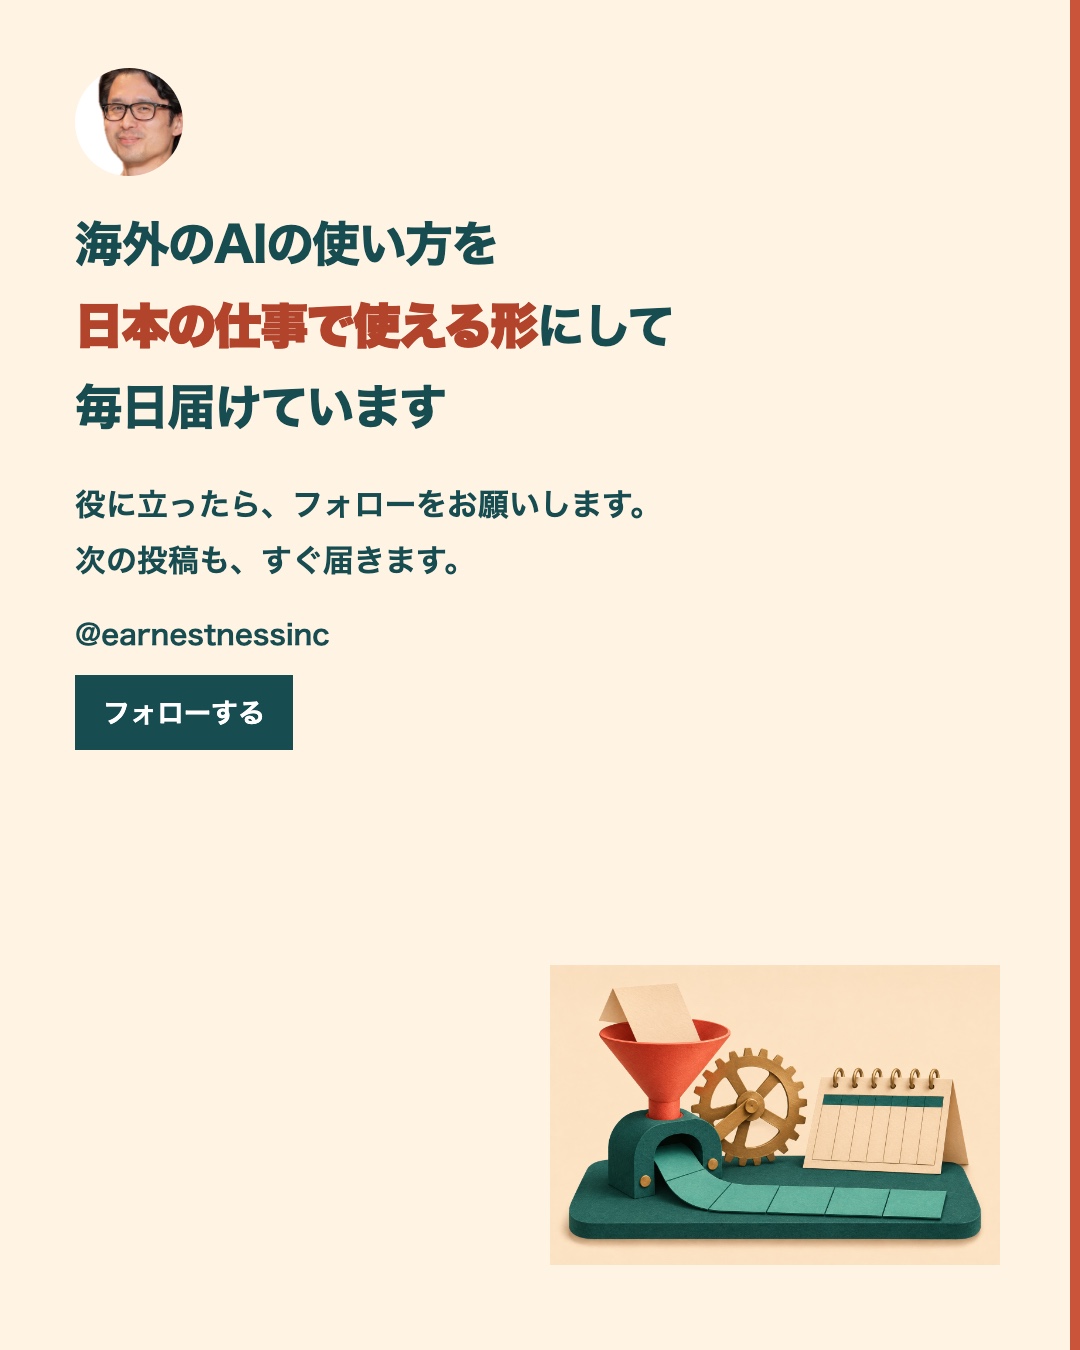 海外のAIの使い方を
日本の仕事で使える形にして
毎日届けています
役に立ったら、フォローをお願いします。
次の投稿も、すぐ届きます。
@earnestnessinc
フォローする